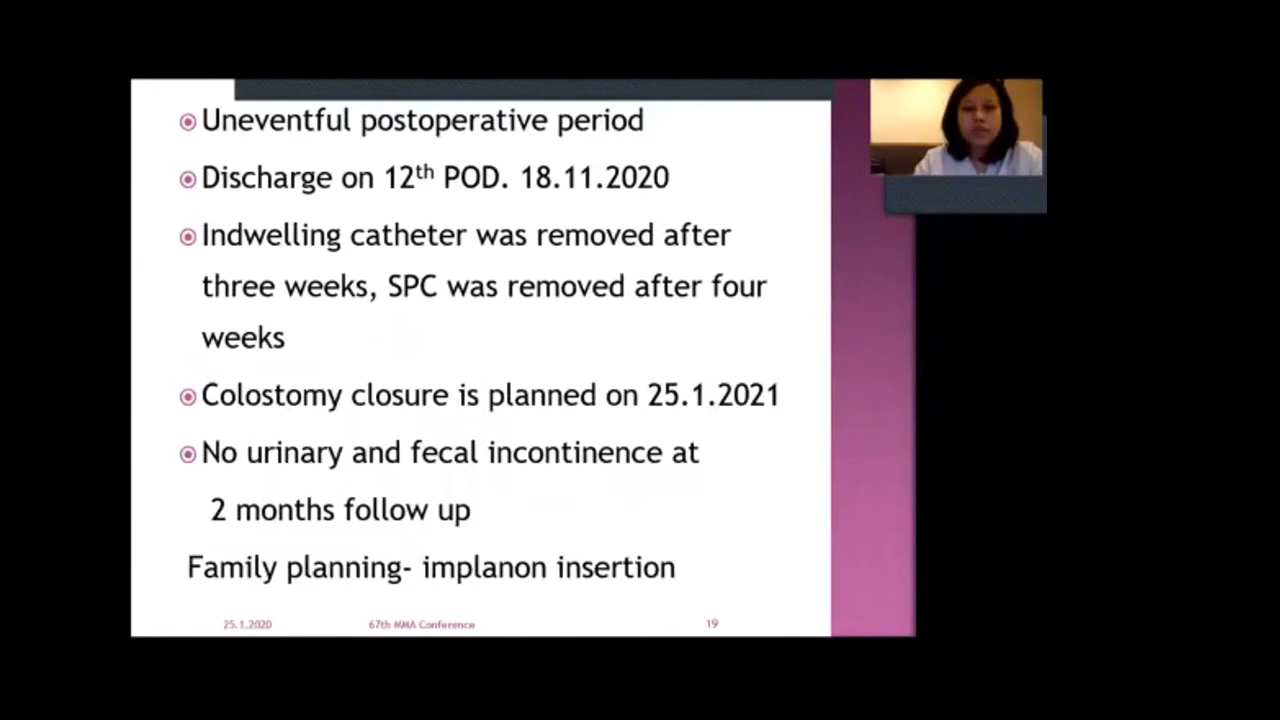 Uneventful postoperative period
Discharge on 12th POD. 18.11.2020
Indwelling catheter was removed after
three weeks, SPC was removed after four
weeks
Colostomy closure is planned on 25.1.2021
No urinary and fecal incontinence at
2 months follow up
Family planning- implanon insertion
25.1.2020 67th MMA Conference 19